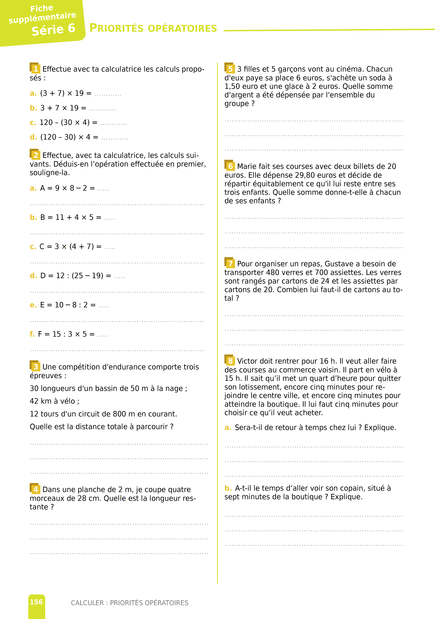 Fiche
supplémentaire
Série 6
PRIORITÉS OPÉRATOIRES
1 Effectue avec ta calculatrice les calculs propo-
sés :
a. (3 + 7) × 19 = ............
b. 3 + 7 × 19 = ............
c. 120 – (30 × 4) = ............
d. (120 – 30) × 4 = ............
2 Effectue, avec ta calculatrice, les calculs sui-
vants. Déduis-en l'opération effectuée en premier,
souligne-la.
a. A = 9 × 8 – 2 = .....
b. B = 11 + 4 × 5 = .....
c. C = 3 × (4 + 7) = .....
d. D = 12 : (25 – 19) = .....
e. E = 10 – 8 : 2 = .....
f. F = 15 : 3 × 5 = .....
3 Une compétition d'endurance comporte trois
épreuves :
30 longueurs d'un bassin de 50 m à la nage ;
42 km à vélo ;
12 tours d'un circuit de 800 m en courant.
Quelle est la distance totale à parcourir ?
4 Dans une planche de 2 m, je coupe quatre
morceaux de 28 cm. Quelle est la longueur res-
tante ?
5 3 filles et 5 garçons vont au cinéma. Chacun
d'eux paye sa place 6 euros, s'achète un soda à
1,50 euro et une glace à 2 euros. Quelle somme
d'argent a été dépensée par l'ensemble du
groupe ?
6 Marie fait ses courses avec deux billets de 20
euros. Elle dépense 29,80 euros et décide de
répartir équitablement ce qu'il lui reste entre ses
trois enfants. Quelle somme donne-t-elle à chacun
de ses enfants ?
7 Pour organiser un repas, Gustave a besoin de
transporter 480 verres et 700 assiettes. Les verres
sont rangés par cartons de 24 et les assiettes par
cartons de 20. Combien lui faut-il de cartons au to-
tal ?
8 Victor doit rentrer pour 16 h. Il veut aller faire
des courses au commerce voisin. Il part en vélo à
15 h. Il sait qu'il met un quart d'heure pour quitter
son lotissement, encore cinq minutes pour re-
joindre le centre ville, et encore cinq minutes pour
atteindre la boutique. Il lui faut cinq minutes pour
choisir ce qu'il veut acheter.
a. Sera-t-il de retour à temps chez lui ? Explique.
b. A-t-il le temps d'aller voir son copain, situé à
sept minutes de la boutique ? Explique.
156 CALCULER : PRIORITÉS OPÉRATOIRES